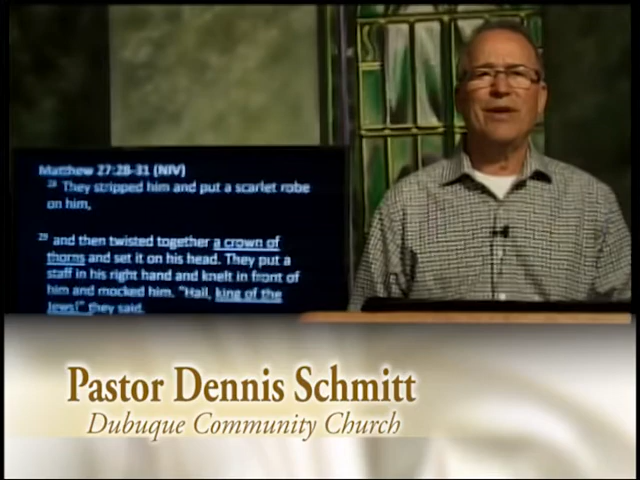 Matthew 27:28-31 (NIV)
28 They stripped him and put a scarlet robe
on him,
29 and then twisted together a crown of
thorns and set it on his head. They put a
staff in his right hand and knelt in front of
him and mocked him. "Hail, king of the
Jews!" they said.
Pastor Dennis Schmitt
Dubuque Community Church